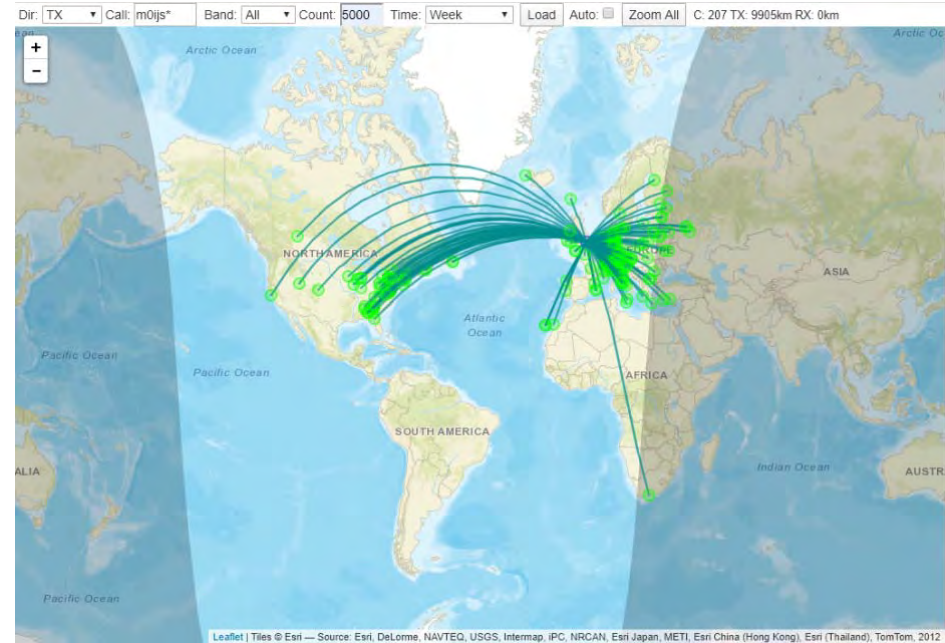 Dir: TX Call: m0ijs* Band: All Count: 5000 Time: Week Load Auto: Zoom All C: 207 TX: 9905km RX: 0km
+
-
Arctic Ocean
NORTH AMERICA
EUROPE
ASIA
Atlantic
Ocean
Pacific Ocean
Pacific Ocean
AFRICA
SOUTH AMERICA
Indian Ocean
ALIA
AUSTR
Pacific Ocean
Leaflet | Tiles © Esri — Source: Esri, DeLorme, NAVTEQ, USGS, Intermap, iPC, NRCAN, Esri Japan, METI, Esri China (Hong Kong), Esri (Thailand), TomTom, 2012